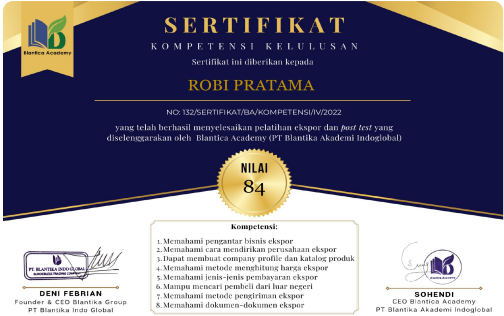 Blantica Academy
SERTIFIKAT
KOMPETENSI KELULUSAN
Sertifikat ini diberikan kepada
ROBI PRATAMA
NO: 132/SERTIFIKAT/BA/KOMPETENSI/IV/2022
yang telah berhasil menyelesaikan pelatihan ekspor dan post test yang
diselenggarakan oleh Blantica Academy (PT Blantika Akademi Indoglobal)
NILAI
84
Kompetensi:
1. Memahami pengantar bisnis ekspor
2. Memahami cara mendirikan perusahaan ekspor
3. Dapat membuat company profile dan katalog produk
4. Memahami metode menghitung harga ekspor
5. Memahami jenis-jenis pembayaran ekspor
6. Mampu mencari pembeli dari luar negeri
7. Memahami metode pengiriman ekspor
8. Memahami dokumen-dokumen ekspor
PT. BLANTIKA INDO GLOBAL
DENI FEBRIAN
Founder & CEO Blantika Group
PT Blantika Indo Global
SOHENDI
CEO Blantica Academy
PT Blantika Akademi Indoglobal